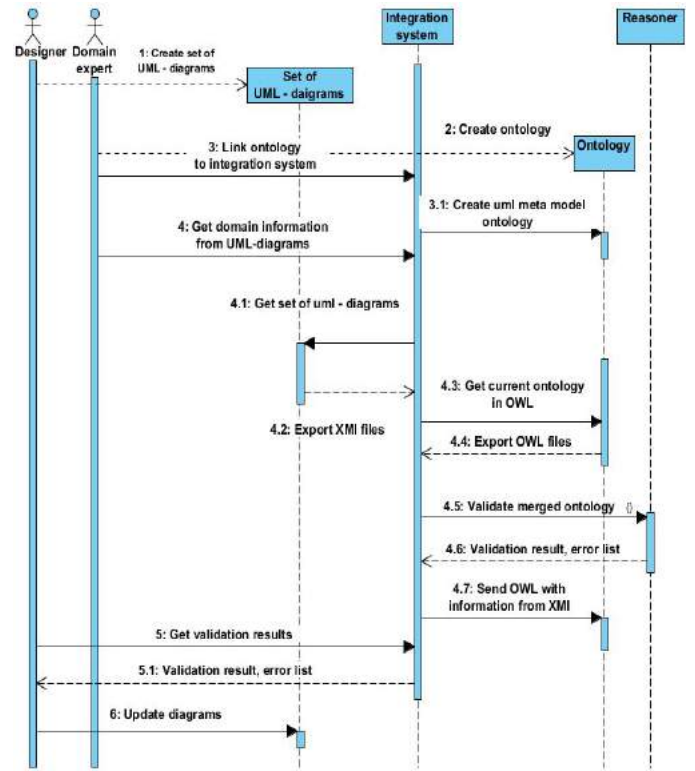 Integration
system
Reasoner
Designer
Domain
expert
1: Create set of
UML - diagrams
Set of
UML - daigrams
2: Create ontology
Ontology
3: Link ontology
to integration system
3.1: Create uml meta model
ontology
4: Get domain information
from UML-diagrams
4.1: Get set of uml - diagrams
4.2: Export XMI files
4.3: Get current ontology
in OWL
4.4: Export OWL files
4.5: Validate merged ontology {}
4.6: Validation result, error list
4.7: Send OWL with
information from XMI
5: Get validation results
5.1: Validation result, error list
6: Update diagrams